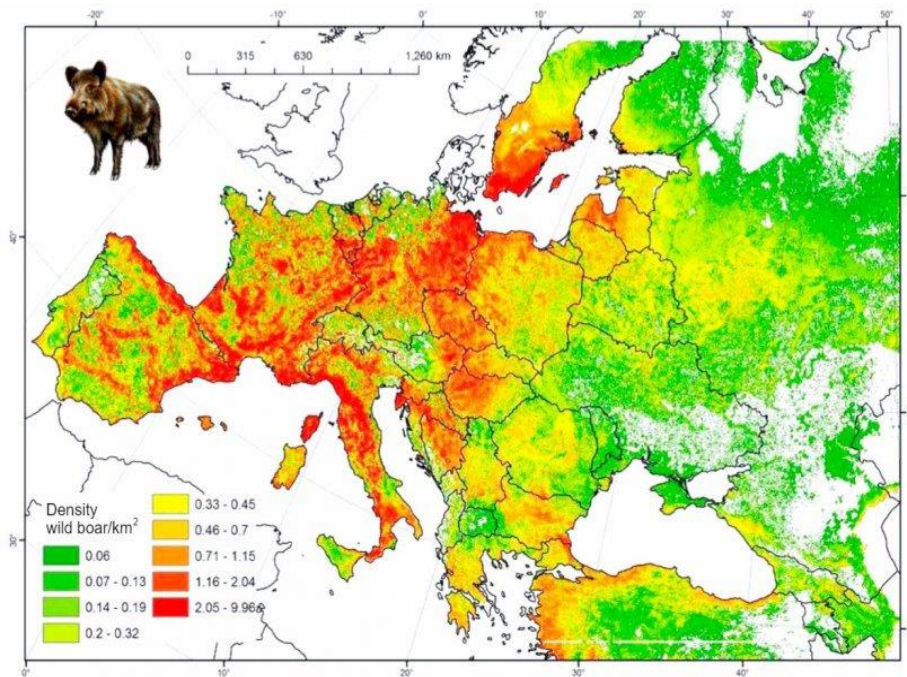 -20° -10° 0° 10° 20° 30° 40° 50°
0 315 630 1,260 km
40°
30°
Density
wild boar/km²
0.06
0.07 - 0.13
0.14 - 0.19
0.2 - 0.32
0.33 - 0.45
0.46 - 0.7
0.71 - 1.15
1.16 - 2.04
2.05 - 9.96
0° 10° 20° 30° 40°